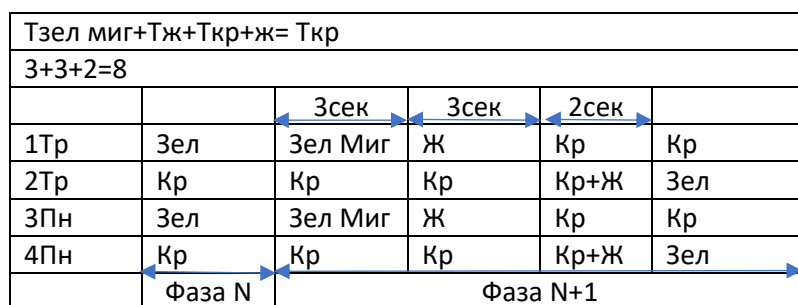 Тзел миг+Тж+Ткр+ж= Ткр
3+3+2=8
3сек 3сек 2сек
1Тр Зел Зел Миг Ж Кр Кр
2Тр Кр Кр Кр Кр+Ж Зел
3Пн Зел Зел Миг Ж Кр Кр
4Пн Кр Кр Кр Кр+Ж Зел
Фаза N Фаза N+1